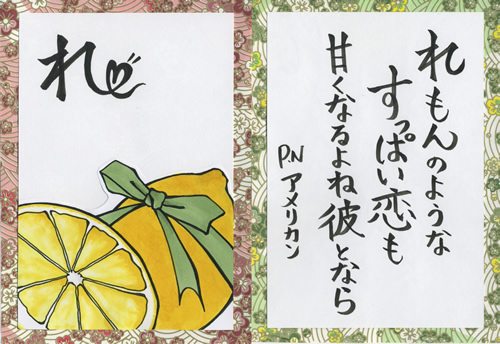 れ
れもんのような
すっぱい恋も
甘くなるよね彼となら
P.N アメリカン